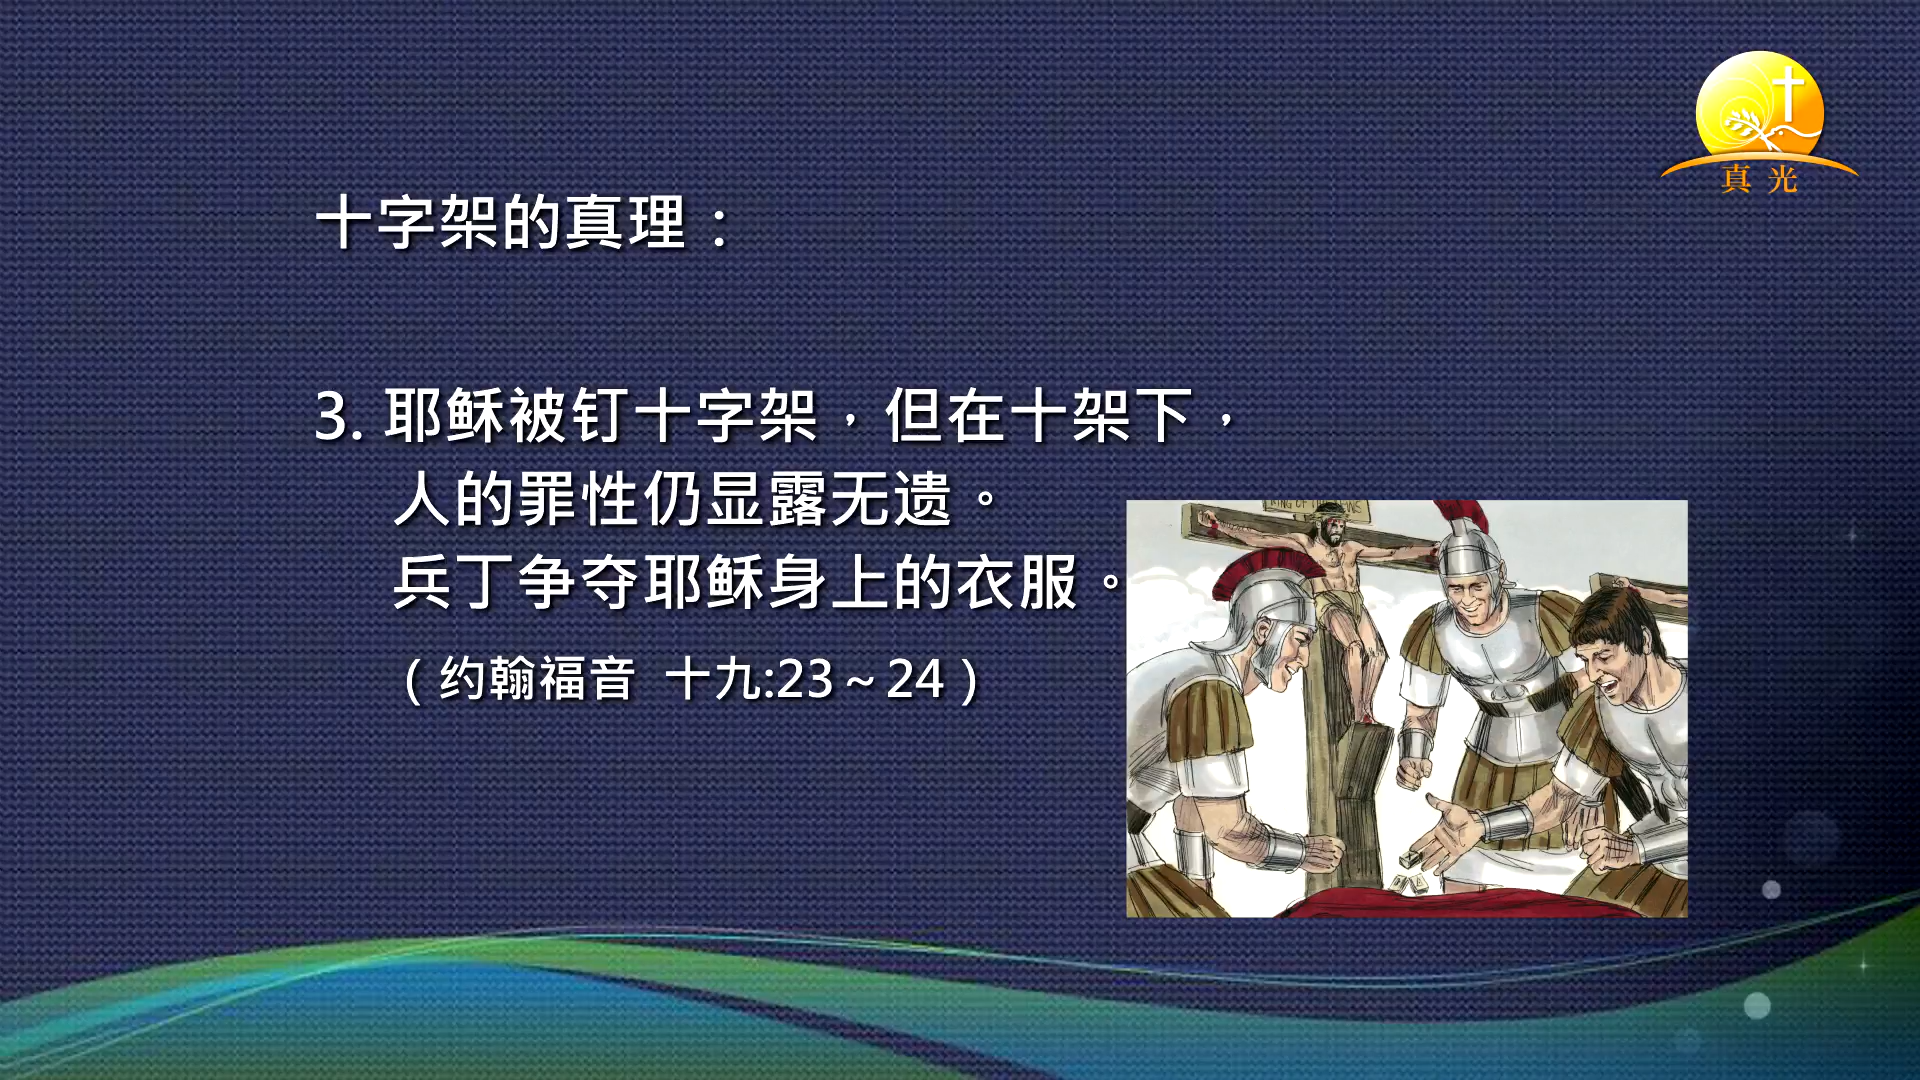 真光
十字架的真理：
3. 耶稣被钉十字架，但在十架下，
人的罪性仍显露无遗。
兵丁争夺耶稣身上的衣服。
（约翰福音 十九:23～24）